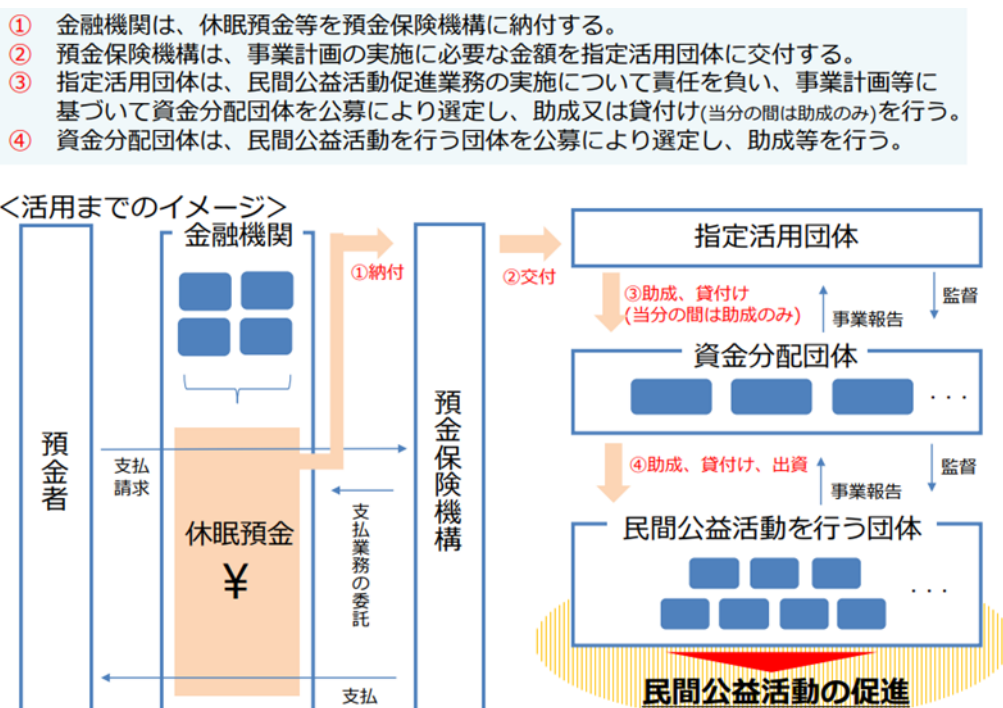 ① 金融機関は、休眠預金等を預金保険機構に納付する。
② 預金保険機構は、事業計画の実施に必要な金額を指定活用団体に交付する。
③ 指定活用団体は、民間公益活動促進業務の実施について責任を負い、事業計画等に
基づいて資金分配団体を公募により選定し、助成又は貸付け(当分の間は助成のみ)を行う。
④ 資金分配団体は、民間公益活動を行う団体を公募により選定し、助成等を行う。
＜活用までのイメージ＞
預金者
支払
請求
金融機関
休眠預金
¥
①納付
支払業務の委託
支払
預金保険機構
②交付
指定活用団体
③助成、貸付け
(当分の間は助成のみ)
事業報告
監督
資金分配団体
・・・
④助成、貸付け、出資
事業報告
監督
民間公益活動を行う団体
・・・
民間公益活動の促進